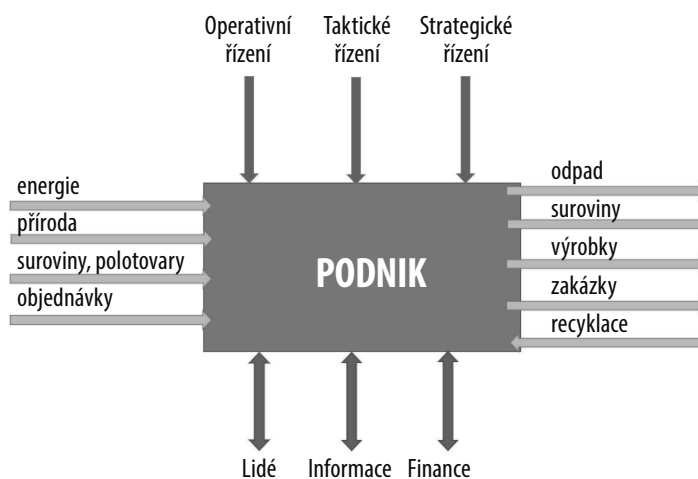 Operativní řízení
Taktické řízení
Strategické řízení
energie
příroda
suroviny, polotovary
objednávky
PODNIK
odpad
suroviny
výrobky
zakázky
recyklace
Lidé
Informace
Finance